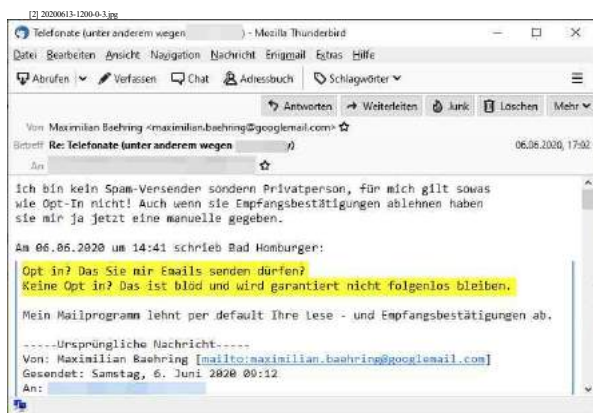 [2] 20200613-1200-0-3.jpg
Telefonate (unter anderem wegen ) - Mozilla Thunderbird
Datei Bearbeiten Ansicht Navigation Nachricht Enigmail Extras Hilfe
Abrufen Verfassen Chat Adressbuch Schlagwörter
Antworten Weiterleiten Junk Löschen Mehr
Von Maximilian Baehring <maximilian.baehring@googlemail.com>
Betreff Re: Telefonate (unter anderem wegen ) 06.06.2020, 17:02
An
ich bin kein Spam-Versender sondern Privatperson, für mich gilt sowas
wie Opt-In nicht! Auch wenn sie Empfangsbestätigungen ablehnen haben
sie mir ja jetzt eine manuelle gegeben.
Am 06.06.2020 um 14:41 schrieb Bad Homburger:
Opt in? Das Sie mir Emails senden dürfen?
Keine Opt in? Das ist blöd und wird garantiert nicht folgenlos bleiben.
Mein Mailprogramm lehnt per default Ihre Lese - und Empfangsbestätigungen ab.
-----Ursprüngliche Nachricht-----
Von: Maximilian Baehring [mailto:maximilian.baehring@googlemail.com]
Gesendet: Samstag, 6. Juni 2020 09:12
An: